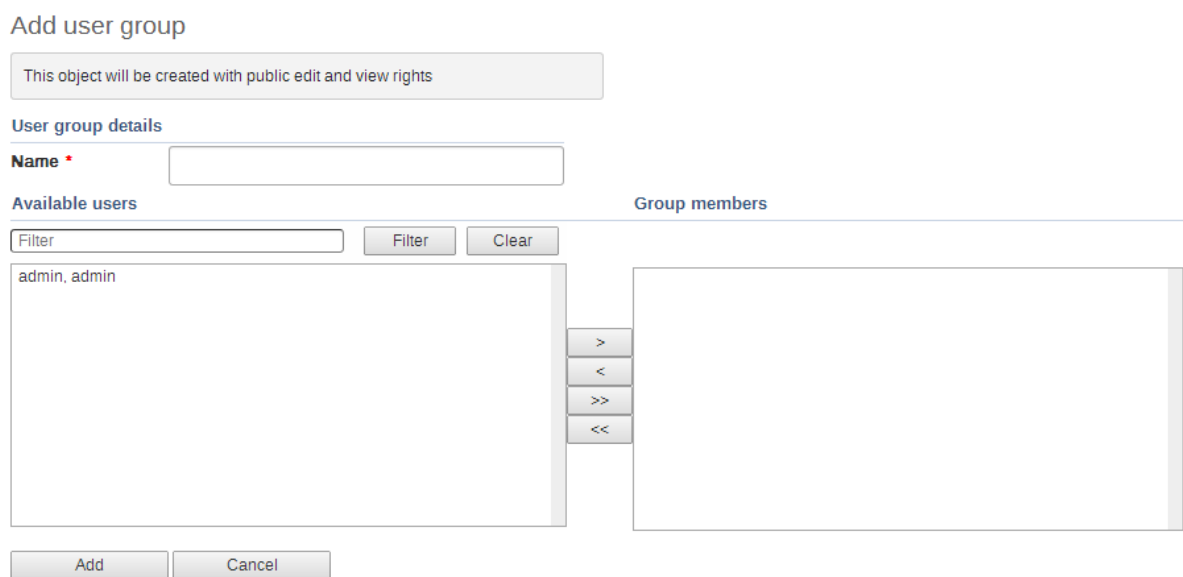 Add user group
This object will be created with public edit and view rights
User group details
Name *
Available users Group members
Filter Filter Clear
admin, admin
>
<
>>
<<
Add Cancel